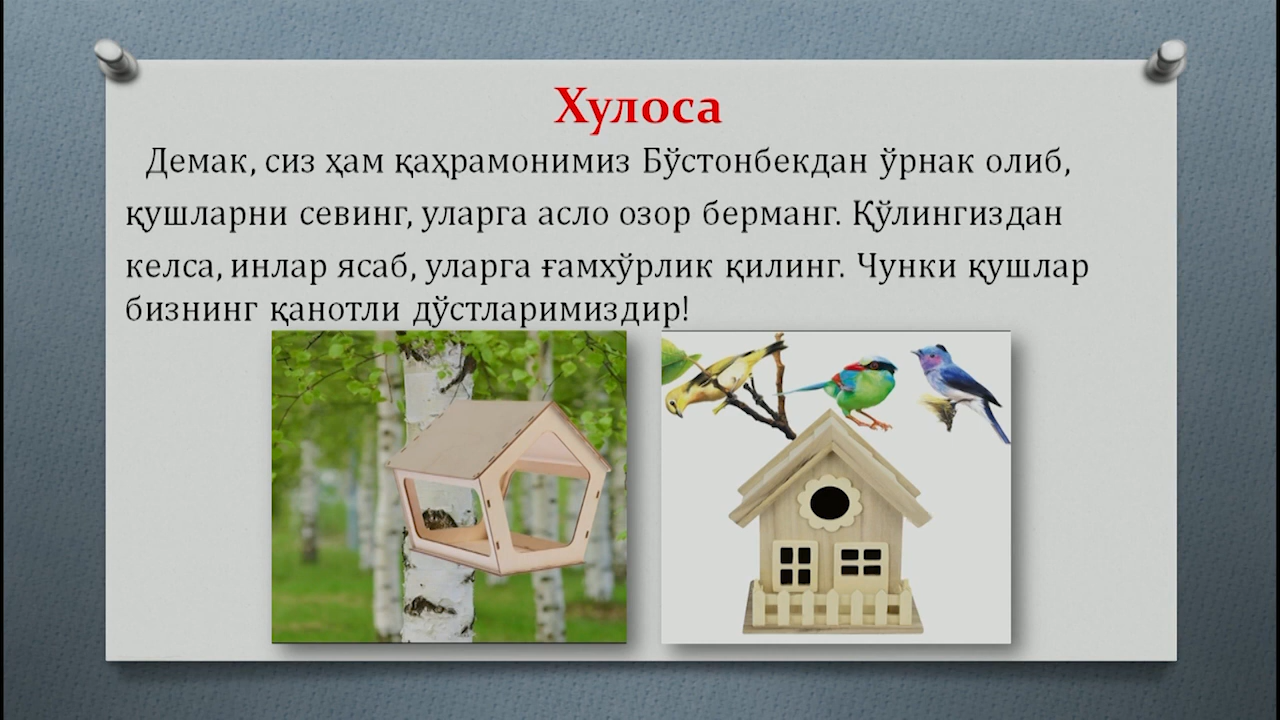 Хулоса
Демак, сиз ҳам қаҳрамонимиз Бўстонбекдан ўрнак олиб,
қушларни севинг, уларга асло озор берманг. Қўлингиздан
келса, инлар ясаб, уларга ғамхўрлик қилинг. Чунки қушлар
бизнинг қанотли дўстларимиздир!